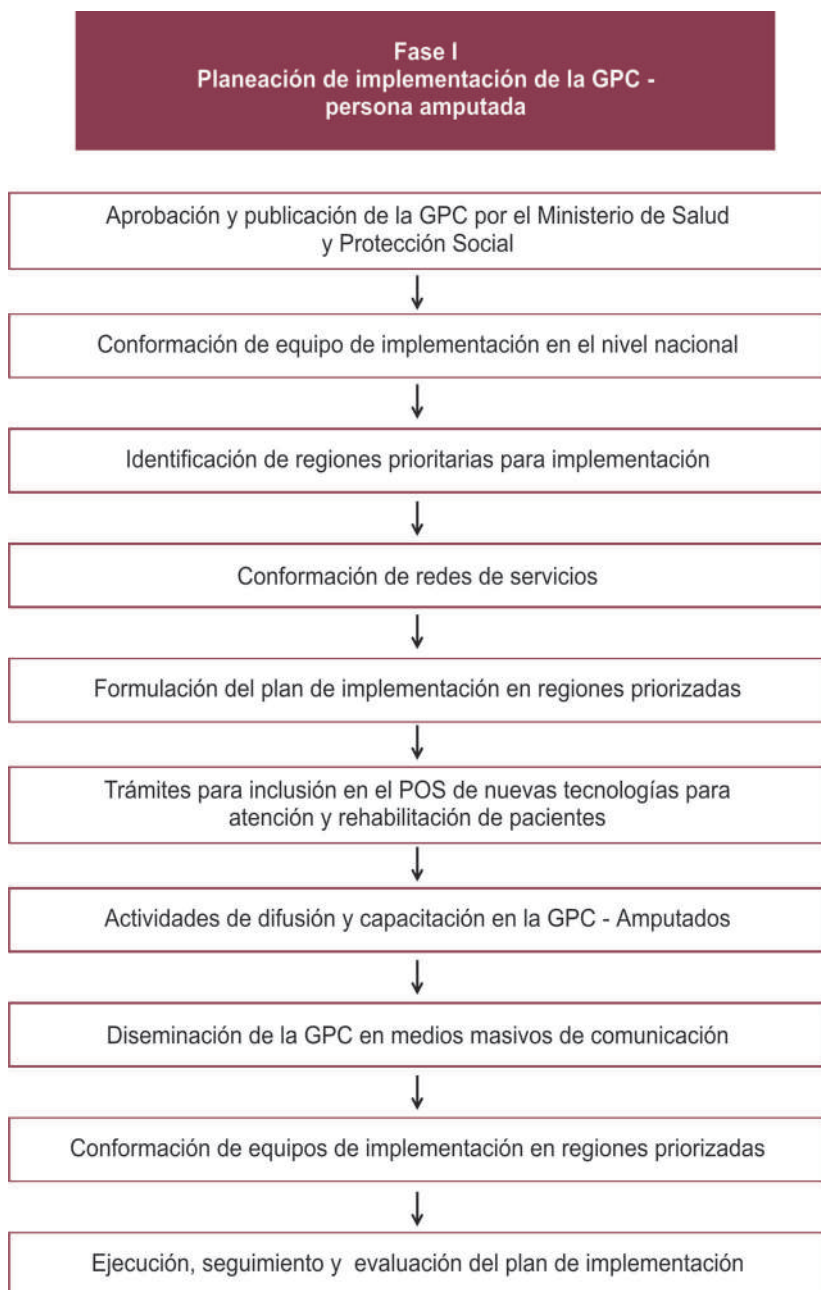 Fase I
Planeación de implementación de la GPC -
persona amputada
Aprobación y publicación de la GPC por el Ministerio de Salud
y Protección Social
Conformación de equipo de implementación en el nivel nacional
Identificación de regiones prioritarias para implementación
Conformación de redes de servicios
Formulación del plan de implementación en regiones priorizadas
Trámites para inclusión en el POS de nuevas tecnologías para
atención y rehabilitación de pacientes
Actividades de difusión y capacitación en la GPC - Amputados
Diseminación de la GPC en medios masivos de comunicación
Conformación de equipos de implementación en regiones priorizadas
Ejecución, seguimiento y evaluación del plan de implementación